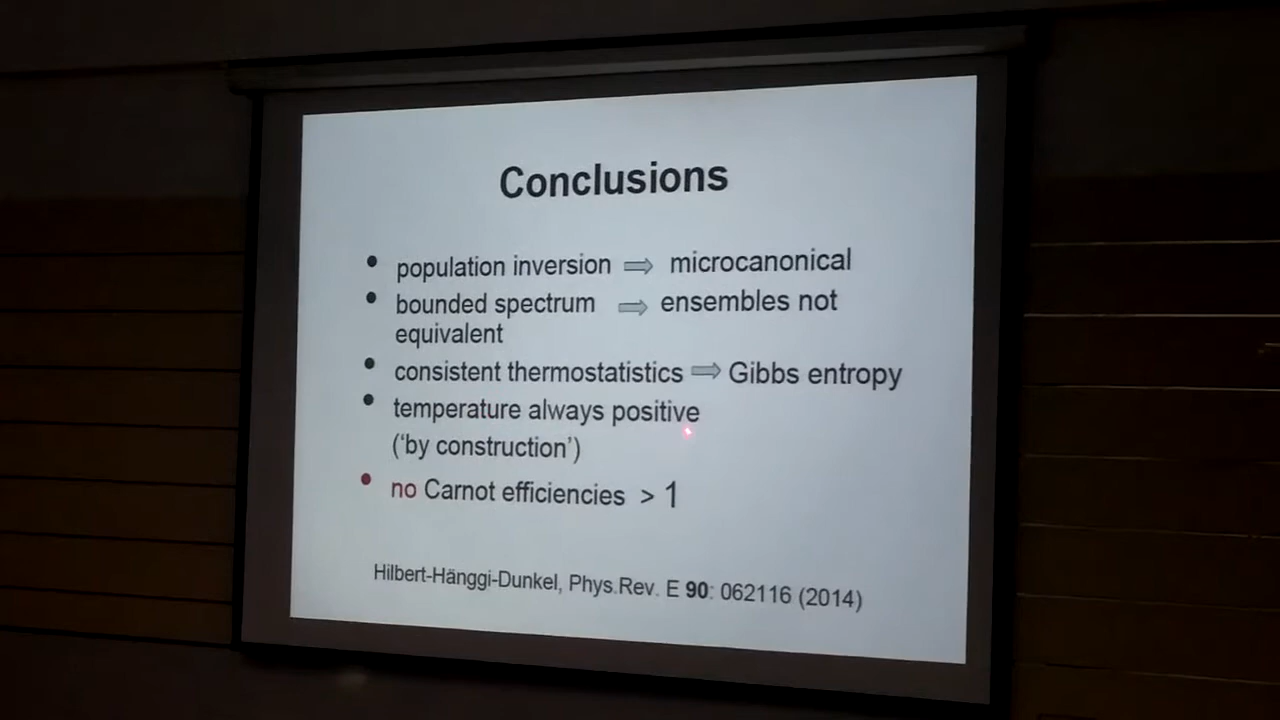 Conclusions
• population inversion ⇒ microcanonical
• bounded spectrum ⇒ ensembles not
equivalent
• consistent thermostatistics ⇒ Gibbs entropy
• temperature always positive
(‘by construction’)
• no Carnot efficiencies > 1
Hilbert-Hänggi-Dunkel, Phys.Rev. E 90: 062116 (2014)